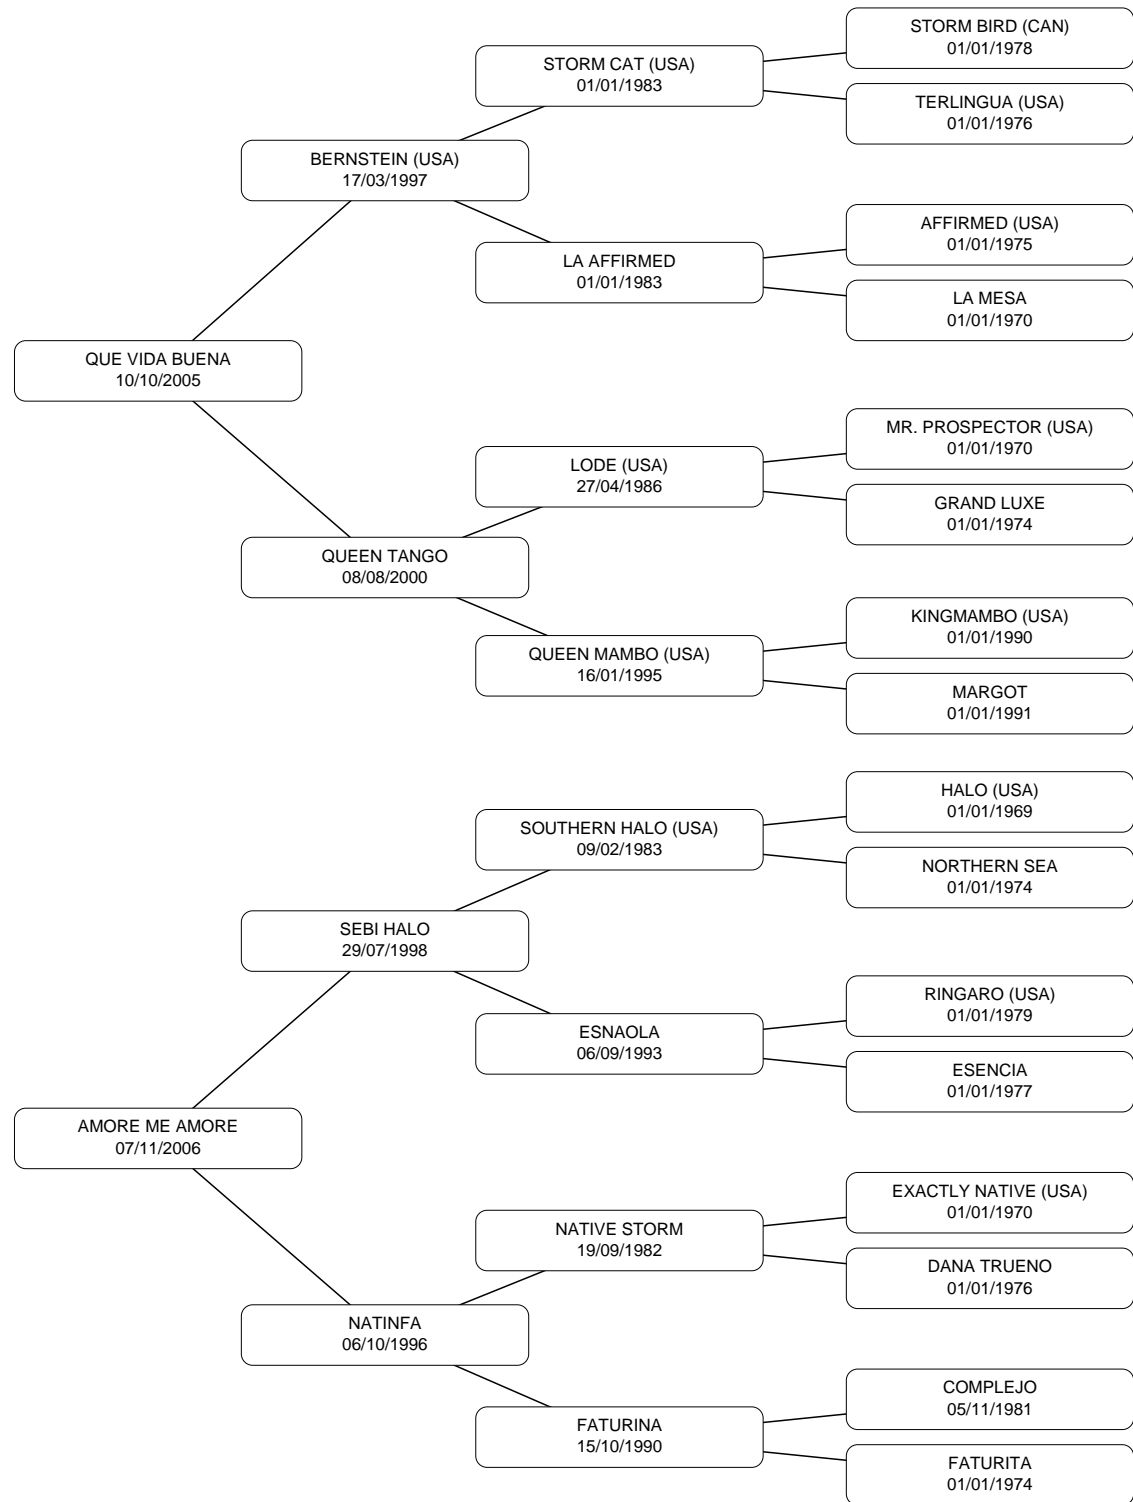 STORM BIRD (CAN)
01/01/1978
STORM CAT (USA)
01/01/1983
TERLINGUA (USA)
01/01/1976
BERNSTEIN (USA)
17/03/1997
AFFIRMED (USA)
01/01/1975
LA AFFIRMED
01/01/1983
LA MESA
01/01/1970
QUE VIDA BUENA
10/10/2005
MR. PROSPECTOR (USA)
01/01/1970
LODE (USA)
27/04/1986
GRAND LUXE
01/01/1974
QUEEN TANGO
08/08/2000
KINGMAMBO (USA)
01/01/1990
QUEEN MAMBO (USA)
16/01/1995
MARGOT
01/01/1991
HALO (USA)
01/01/1969
SOUTHERN HALO (USA)
09/02/1983
NORTHERN SEA
01/01/1974
SEBI HALO
29/07/1998
RINGARO (USA)
01/01/1979
ESNAOLA
06/09/1993
ESENCIA
01/01/1977
AMORE ME AMORE
07/11/2006
EXACTLY NATIVE (USA)
01/01/1970
NATIVE STORM
19/09/1982
DANA TRUENO
01/01/1976
NATINFA
06/10/1996
COMPLEJO
05/11/1981
FATURINA
15/10/1990
FATURITA
01/01/1974